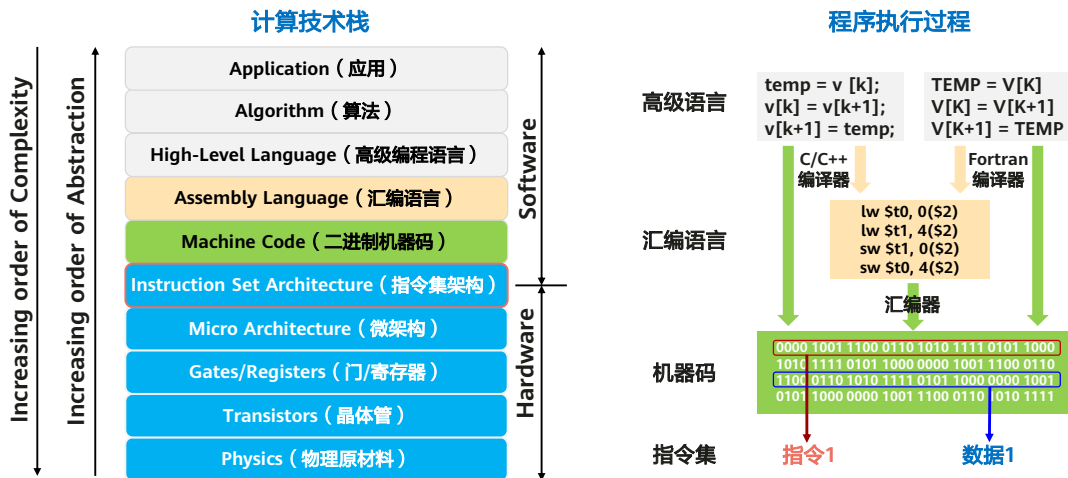 计算技术栈
Increasing order of Complexity
Increasing order of Abstraction
Application（应用）
Algorithm（算法）
High-Level Language（高级编程语言）
Assembly Language（汇编语言）
Machine Code（二进制机器码）
Instruction Set Architecture（指令集架构）
Micro Architecture（微架构）
Gates/Registers（门/寄存器）
Transistors（晶体管）
Physics（物理原材料）
Software
Hardware
程序执行过程
高级语言
temp = v [k];
v[k] = v[k+1];
v[k+1] = temp;
TEMP = V[K]
V[K] = V[K+1]
V[K+1] = TEMP
C/C++
编译器
Fortran
编译器
汇编语言
lw $t0, 0($2)
lw $t1, 4($2)
sw $t1, 0($2)
sw $t0, 4($2)
汇编器
机器码
0000 1001 1100 0110 1010 1111 0101 1000
1010 1111 0101 1000 0000 1001 1100 0110
1100 0110 1010 1111 0101 1000 0000 1001
0101 1000 0000 1001 1100 0110 1010 1111
指令集
指令1
数据1